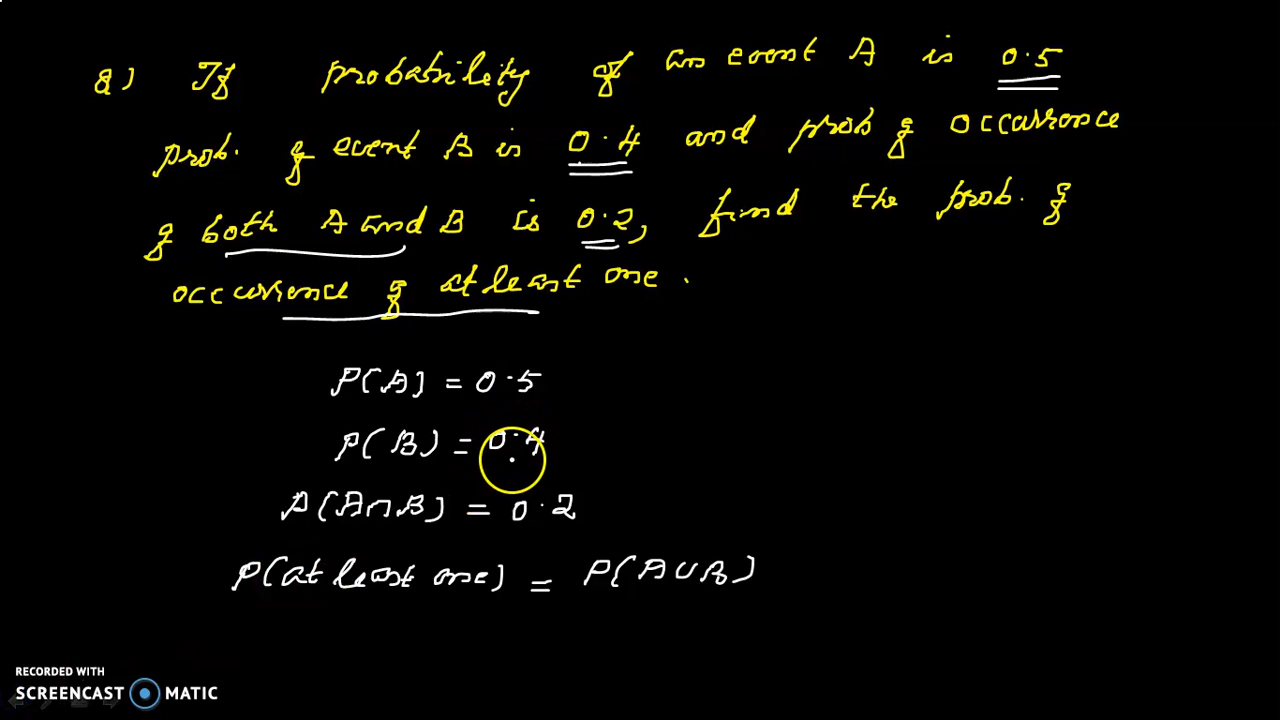 Q) If probability of an event A is 0.5
prob. of event B is 0.4 and prob of occurrence
of both A and B is 0.2, find the prob. of
occurrence of at least one .
P(A) = 0.5
P(B) = 0.4
P(A∩B) = 0.2
P(at least one) = P(A∪B)
RECORDED WITH
SCREENCAST MATIC